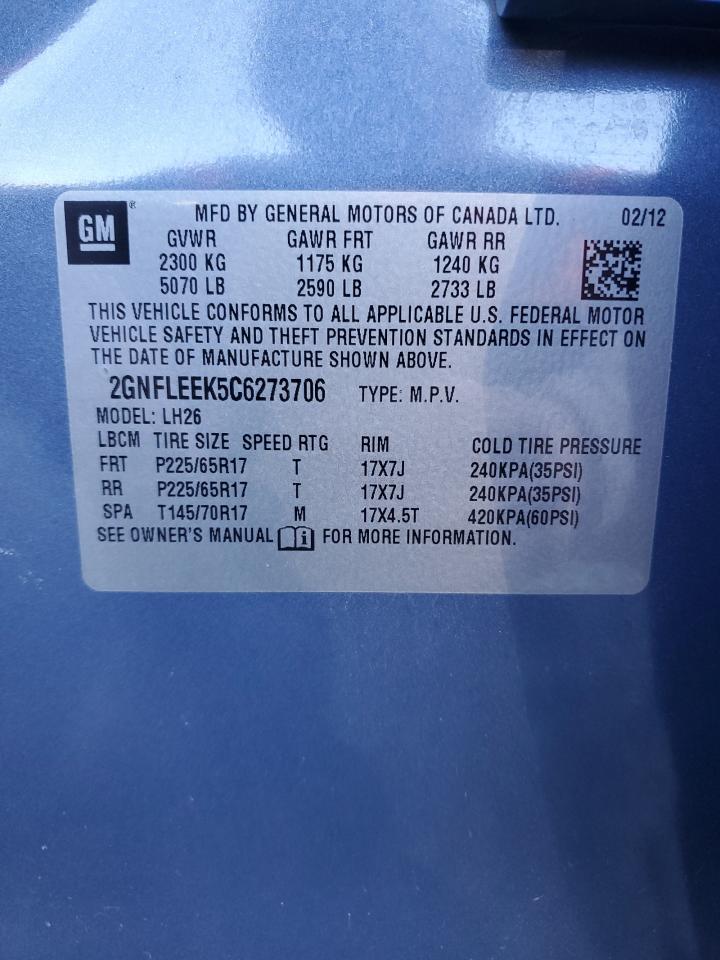 GM® MFD BY GENERAL MOTORS OF CANADA LTD. 02/12
GVWR GAWR FRT GAWR RR
2300 KG 1175 KG 1240 KG
5070 LB 2590 LB 2733 LB
THIS VEHICLE CONFORMS TO ALL APPLICABLE U.S. FEDERAL MOTOR
VEHICLE SAFETY AND THEFT PREVENTION STANDARDS IN EFFECT ON
THE DATE OF MANUFACTURE SHOWN ABOVE.
2GNFLEEK5C6273706 TYPE: M.P.V.
MODEL: LH26
LBCM TIRE SIZE SPEED RTG RIM COLD TIRE PRESSURE
FRT P225/65R17 T 17X7J 240KPA(35PSI)
RR P225/65R17 T 17X7J 240KPA(35PSI)
SPA T145/70R17 M 17X4.5T 420KPA(60PSI)
SEE OWNER'S MANUAL i FOR MORE INFORMATION.